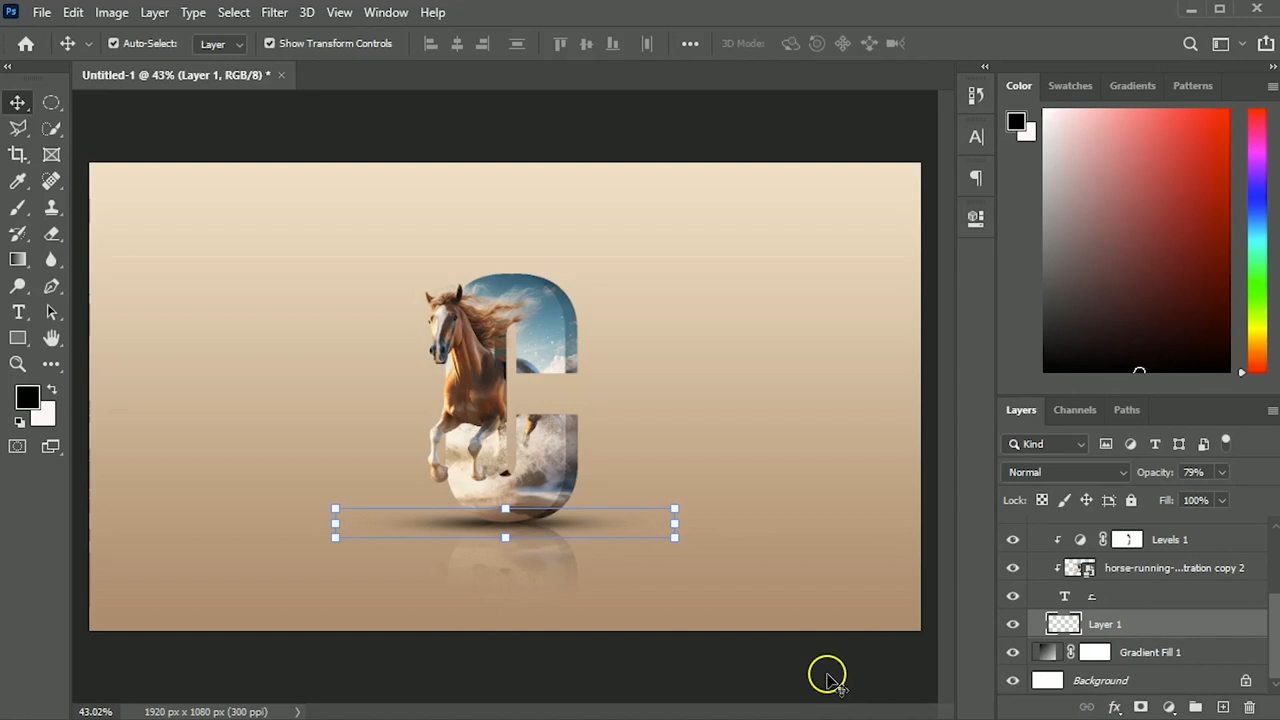 Ps File Edit Image Layer Type Select Filter 3D View Window Help
Auto-Select: Layer Show Transform Controls 3D Mode:
Untitled-1 @ 43% (Layer 1, RGB/8) *
Color Swatches Gradients Patterns
Layers Channels Paths
Kind
Normal Opacity: 79%
Lock: Fill: 100%
Levels 1
horse-running-...tration copy 2
T
Layer 1
Gradient Fill 1
Background
fx
43.02% 1920 px x 1080 px (300 ppi)